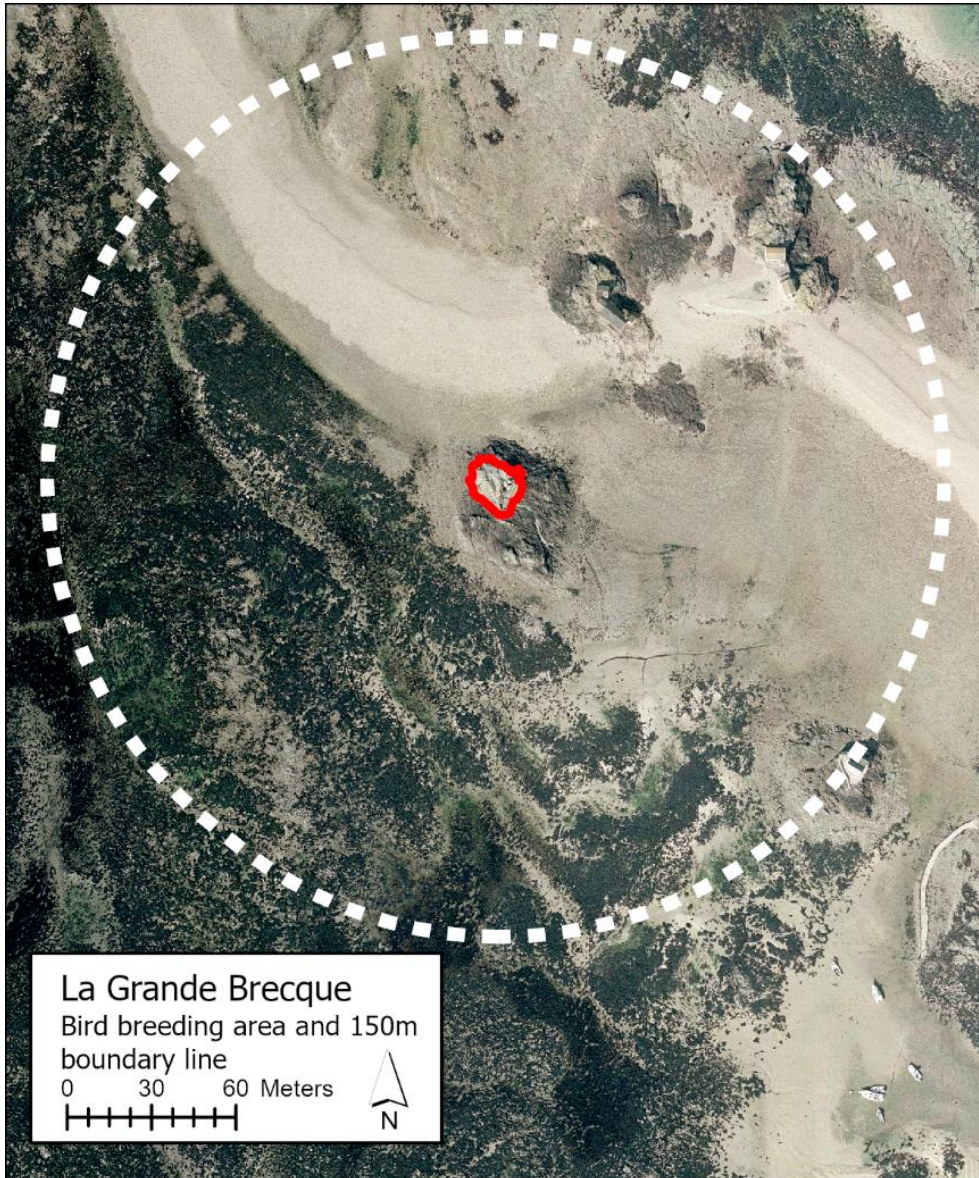 La Grande Brecque
Bird breeding area and 150m
boundary line
0 30 60 Meters
N